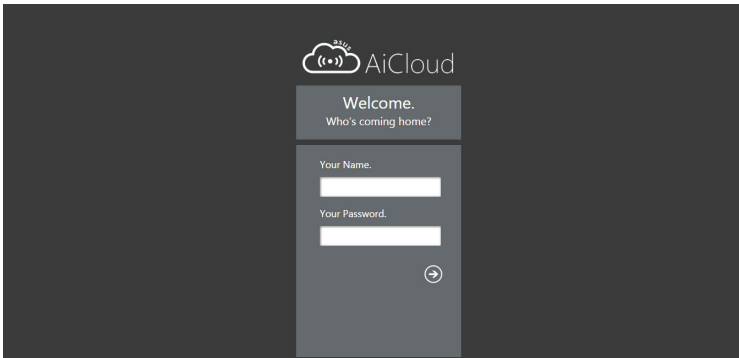 asus
AiCloud
Welcome.
Who's coming home?
Your Name.
Your Password.